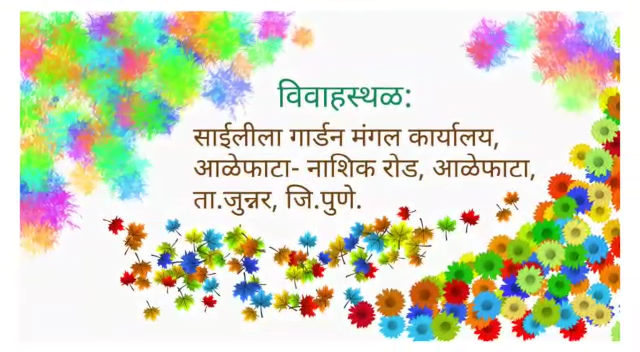 विवाहस्थळ:
साईलीला गार्डन मंगल कार्यालय,
आळेफाटा- नाशिक रोड, आळेफाटा,
ता.जुन्नर, जि.पुणे.